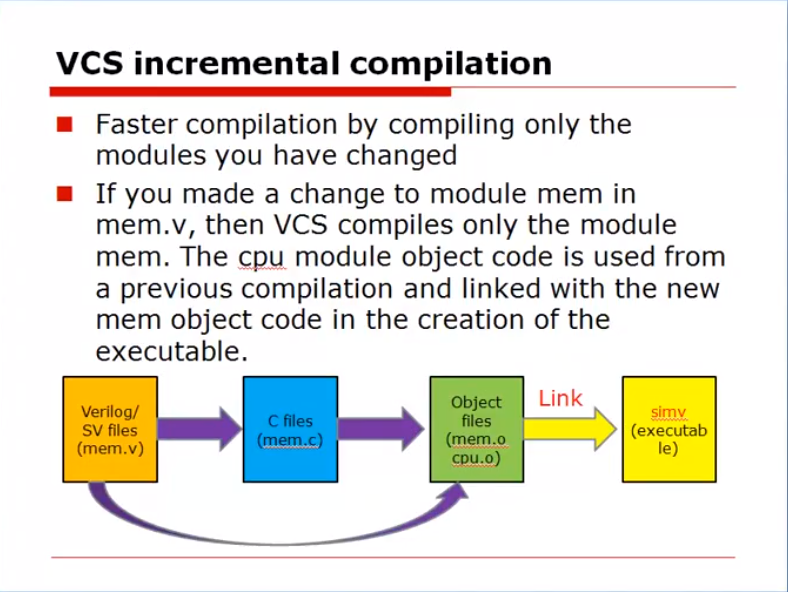 VCS incremental compilation
Faster compilation by compiling only the
modules you have changed
If you made a change to module mem in
mem.v, then VCS compiles only the module
mem. The cpu module object code is used from
a previous compilation and linked with the new
mem object code in the creation of the
executable.
Verilog/
SV files
(mem.v)
C files
(mem.c)
Object
files
(mem.o
cpu.o)
Link
simv
(executab
le)